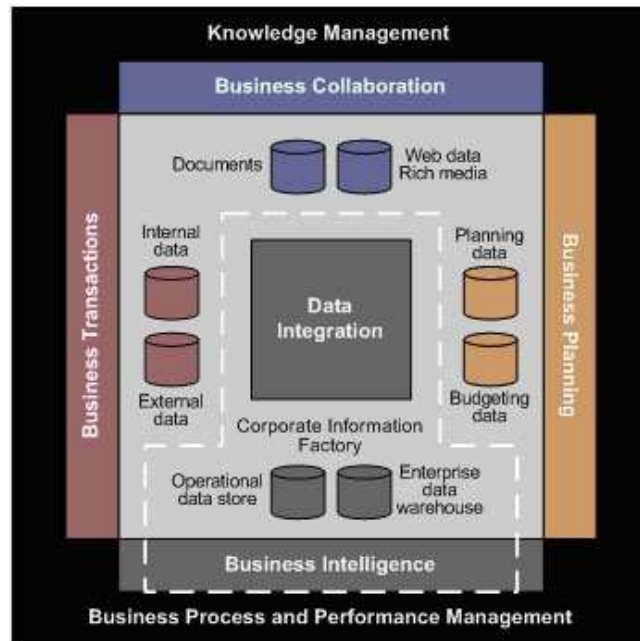 Knowledge Management
Business Collaboration
Documents
Web data
Rich media
Business Transactions
Internal
data
Planning
data
Business Planning
Data
Integration
External
data
Budgeting
data
Corporate Information
Factory
Operational
data store
Enterprise
data
warehouse
Business Intelligence
Business Process and Performance Management